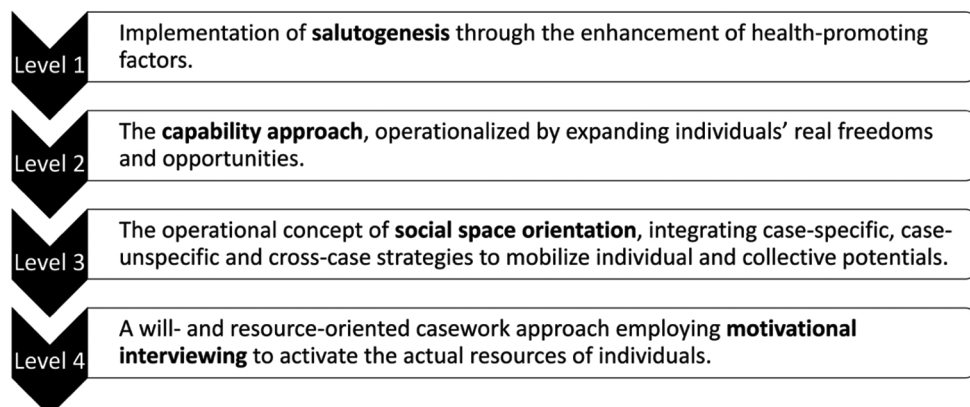 Level 1
Implementation of salutogenesis through the enhancement of health-promoting
factors.
Level 2
The capability approach, operationalized by expanding individuals’ real freedoms
and opportunities.
Level 3
The operational concept of social space orientation, integrating case-specific, case-
unspecific and cross-case strategies to mobilize individual and collective potentials.
Level 4
A will- and resource-oriented casework approach employing motivational
interviewing to activate the actual resources of individuals.